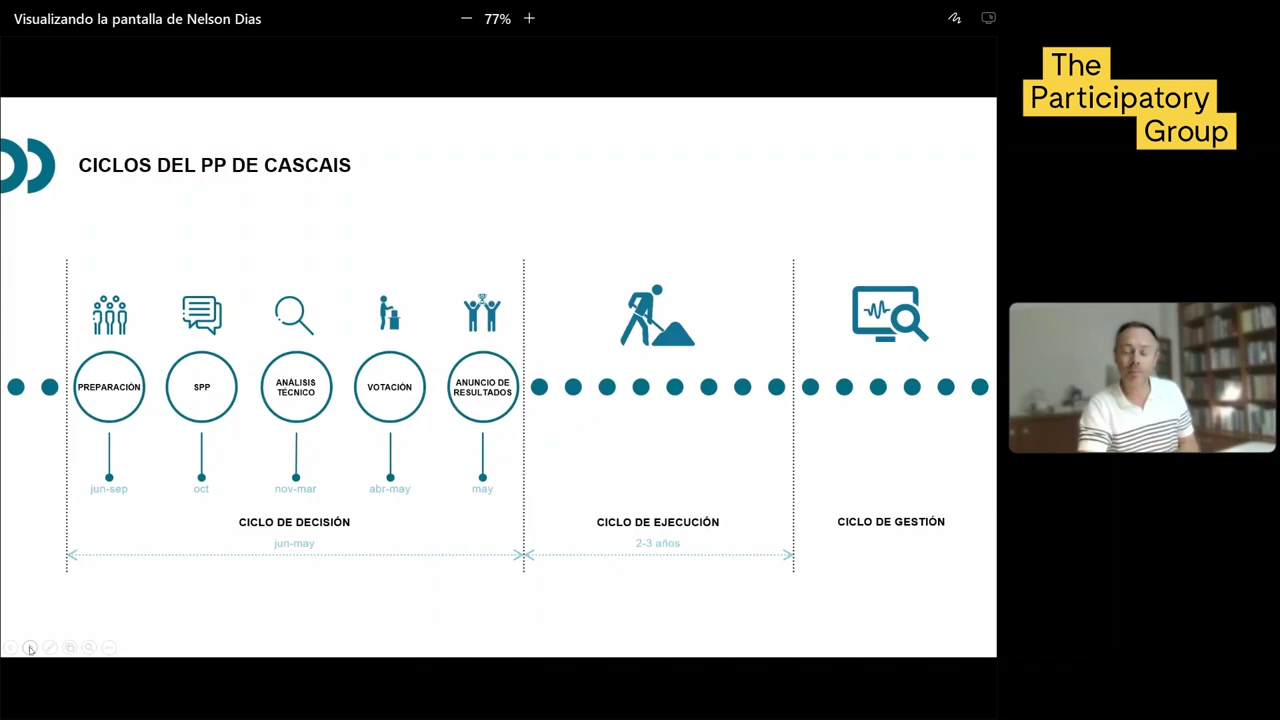 Visualizando la pantalla de Nelson Dias
77%
The
Participatory
Group
CICLOS DEL PP DE CASCAIS
PREPARACIÓN
SPP
ANÁLISIS
TÉCNICO
VOTACIÓN
ANUNCIO DE
RESULTADOS
jun-sep
oct
nov-mar
abr-may
may
CICLO DE DECISIÓN
jun-may
CICLO DE EJECUCIÓN
2-3 años
CICLO DE GESTIÓN